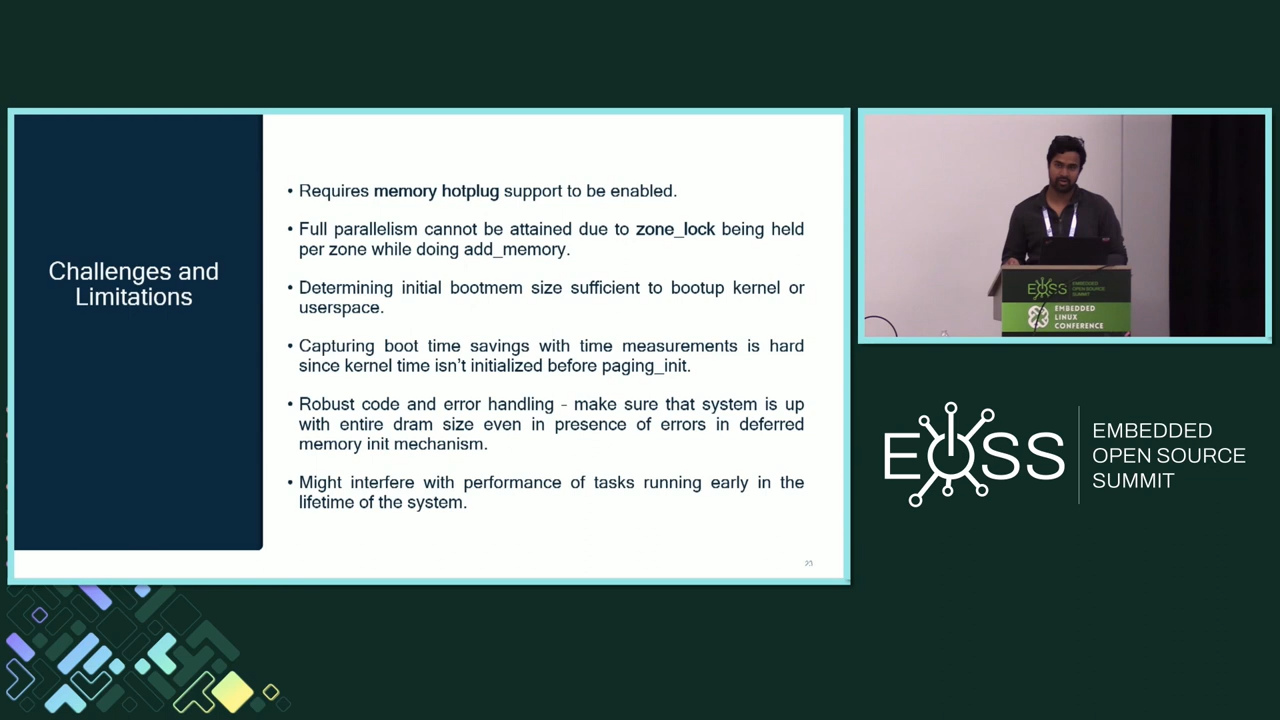 Challenges and
Limitations
• Requires memory hotplug support to be enabled.
• Full parallelism cannot be attained due to zone_lock being held
per zone while doing add_memory.
• Determining initial bootmem size sufficient to bootup kernel or
userspace.
• Capturing boot time savings with time measurements is hard
since kernel time isn’t initialized before paging_init.
• Robust code and error handling - make sure that system is up
with entire dram size even in presence of errors in deferred
memory init mechanism.
• Might interfere with performance of tasks running early in the
lifetime of the system.
23
EOSS
EMBEDDED
OPEN SOURCE
SUMMIT
EMBEDDED
LINUX
CONFERENCE
EOSS
EMBEDDED
OPEN SOURCE
SUMMIT